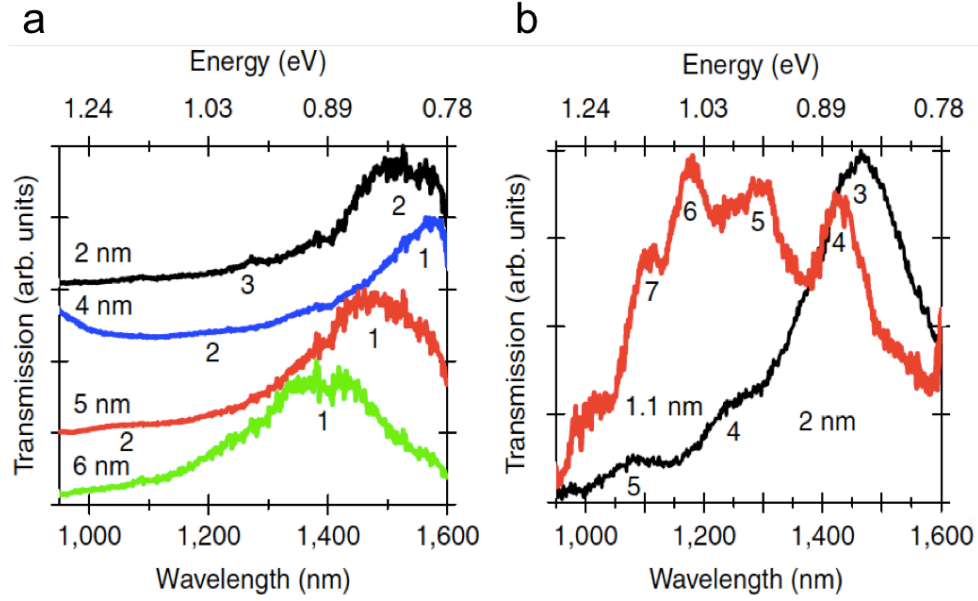 a
Energy (eV)
1.24 1.03 0.89 0.78
Transmission (arb. units)
2 nm
3
2
4 nm
2
1
5 nm
2
1
6 nm
1
1,000 1,200 1,400 1,600
Wavelength (nm)
b
Energy (eV)
1.24 1.03 0.89 0.78
Transmission (arb. units)
7
6
5
4
3
1.1 nm
4
2 nm
5
1,000 1,200 1,400 1,600
Wavelength (nm)